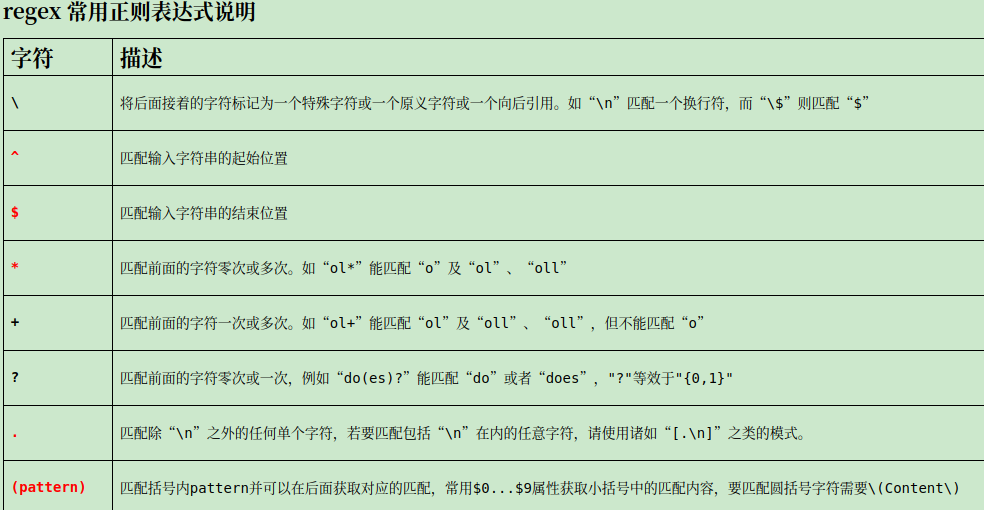 regex 常用正则表达式说明
字符 描述
\ 将后面接着的字符标记为一个特殊字符或一个原义字符或一个向后引用。如“\n”匹配一个换行符，而“\$”则匹配“$”
^ 匹配输入字符串的起始位置
$ 匹配输入字符串的结束位置
* 匹配前面的字符零次或多次。如“ol*”能匹配“o”及“ol”、“oll”
+ 匹配前面的字符一次或多次。如“ol+”能匹配“ol”及“oll”、“oll”，但不能匹配“o”
? 匹配前面的字符零次或一次，例如“do(es)?”能匹配“do”或者“does”，"?"等效于"{0,1}"
. 匹配除“\n”之外的任何单个字符，若要匹配包括“\n”在内的任意字符，请使用诸如“[.\n]”之类的模式。
(pattern) 匹配括号内pattern并可以在后面获取对应的匹配，常用$0...$9属性获取小括号中的匹配内容，要匹配圆括号字符需要\(Content\)